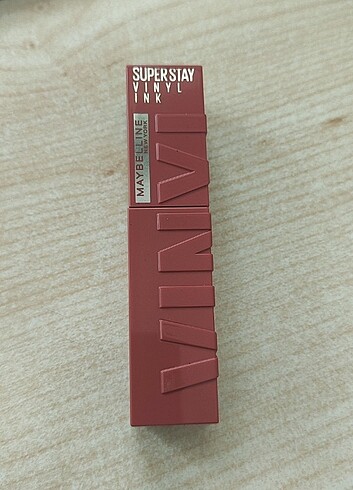 SUPERSTAY
VINYL
INK
MAYBELLINE
NEW YORK
VINYL